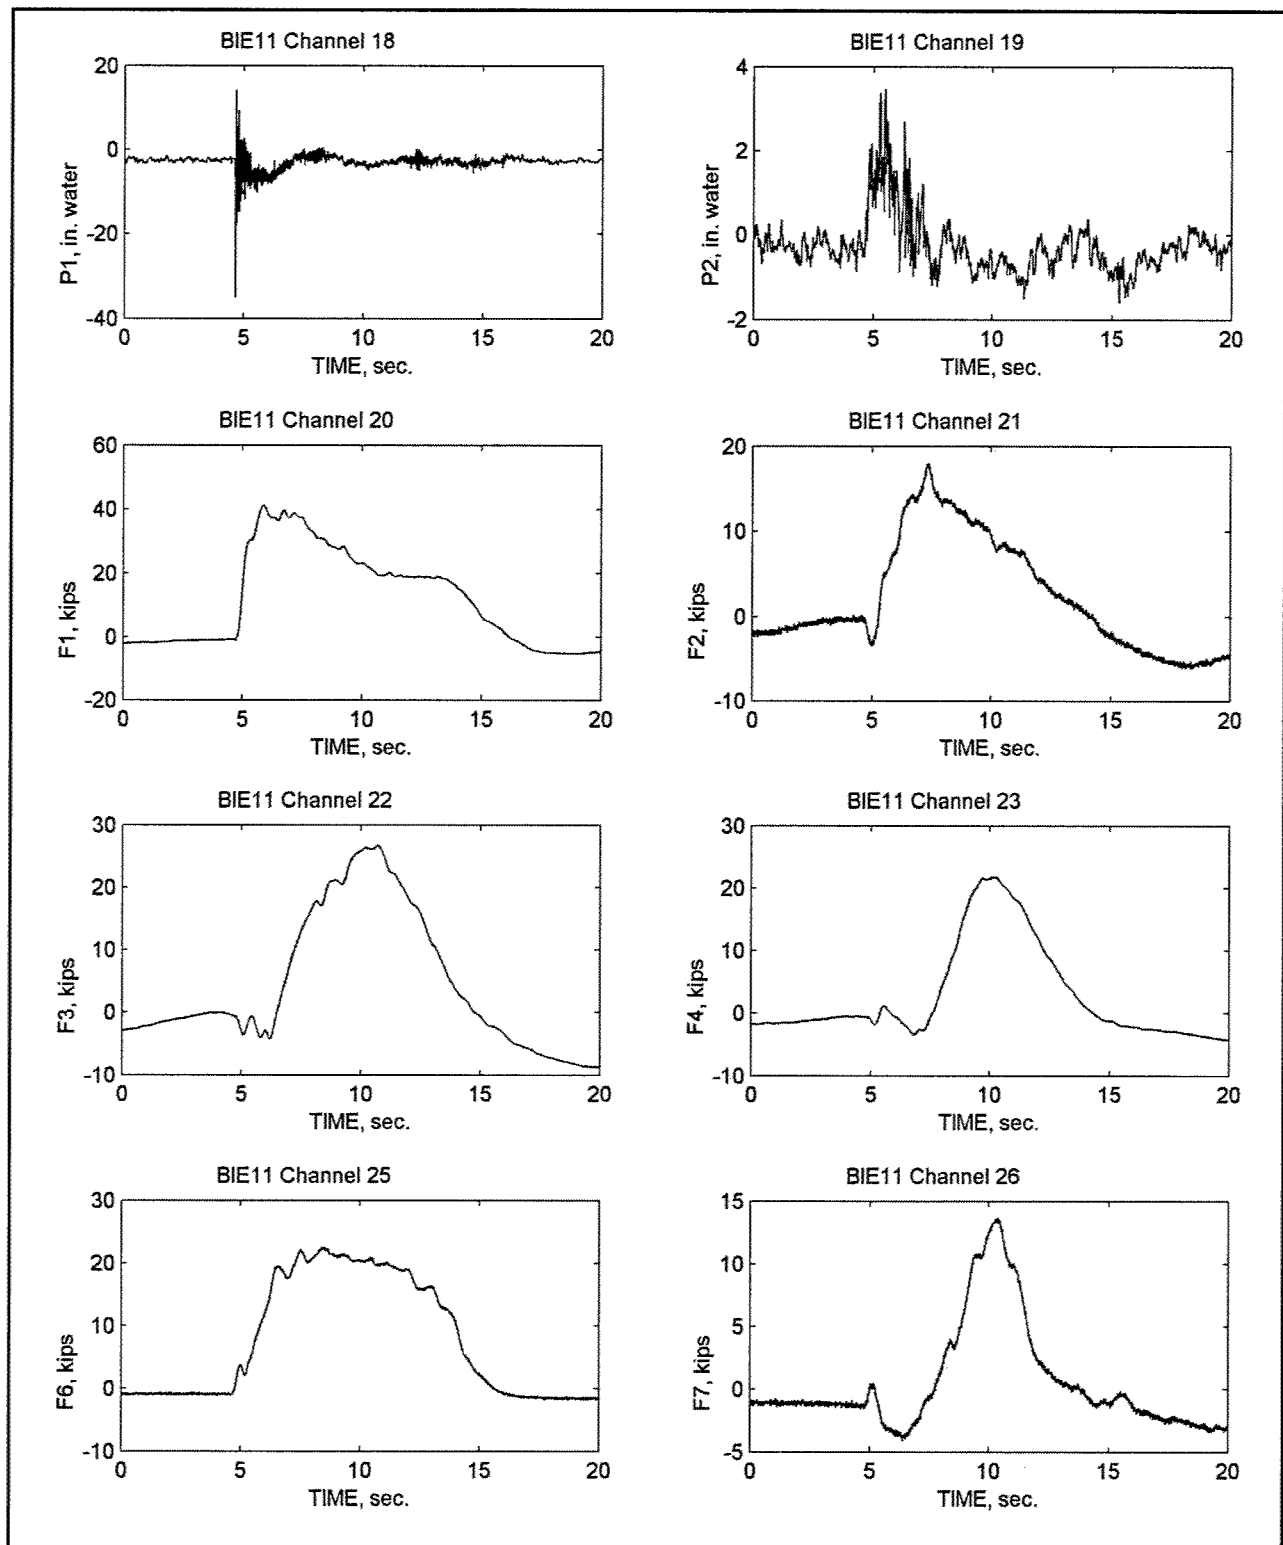 BIE11 Channel 18
20
0
-20
-40
P1, in. water
0 5 10 15 20
TIME, sec.
BIE11 Channel 19
4
2
0
-2
P2, in. water
0 5 10 15 20
TIME, sec.
BIE11 Channel 20
60
40
20
0
-20
F1, kips
0 5 10 15 20
TIME, sec.
BIE11 Channel 21
20
10
0
-10
F2, kips
0 5 10 15 20
TIME, sec.
BIE11 Channel 22
30
20
10
0
-10
F3, kips
0 5 10 15 20
TIME, sec.
BIE11 Channel 23
30
20
10
0
-10
F4, kips
0 5 10 15 20
TIME, sec.
BIE11 Channel 25
30
20
10
0
-10
F6, kips
0 5 10 15 20
TIME, sec.
BIE11 Channel 26
15
10
5
0
-5
F7, kips
0 5 10 15 20
TIME, sec.